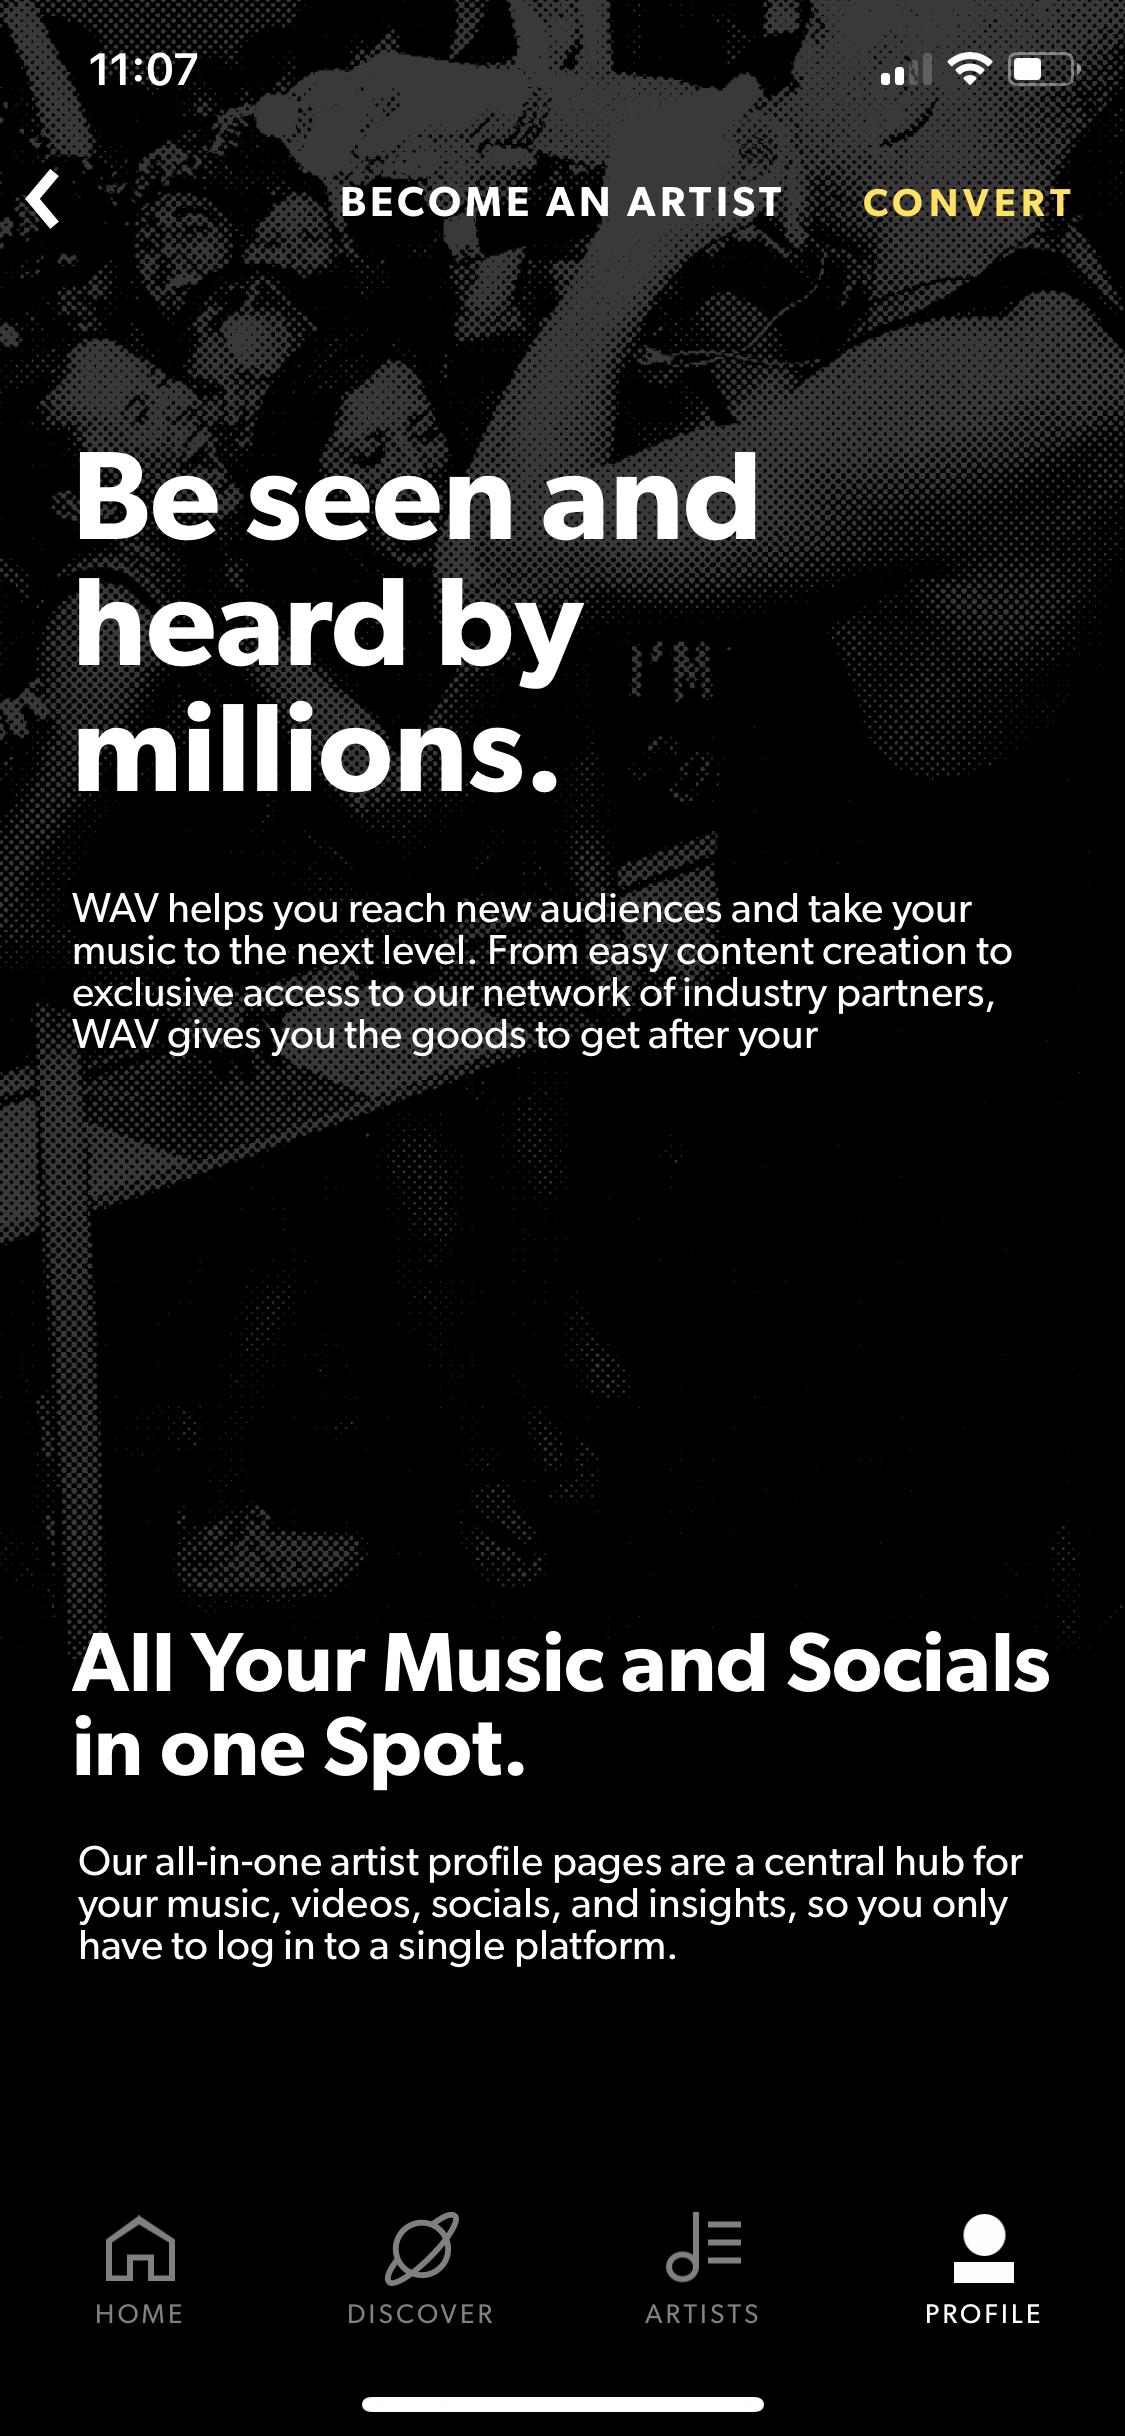 11:07
BECOME AN ARTIST
CONVERT
Be seen and
heard by
millions.
WAV helps you reach new audiences and take your
music to the next level. From easy content creation to
exclusive access to our network of industry partners,
WAV gives you the goods to get after your
All Your Music and Socials
in one Spot.
Our all-in-one artist profile pages are a central hub for
your music, videos, socials, and insights, so you only
have to log in to a single platform.
HOME
DISCOVER
ARTISTS
PROFILE